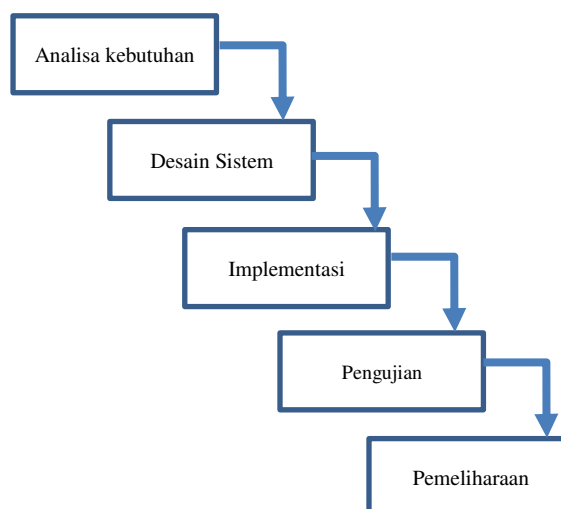 Analisa kebutuhan
Desain Sistem
Implementasi
Pengujian
Pemeliharaan